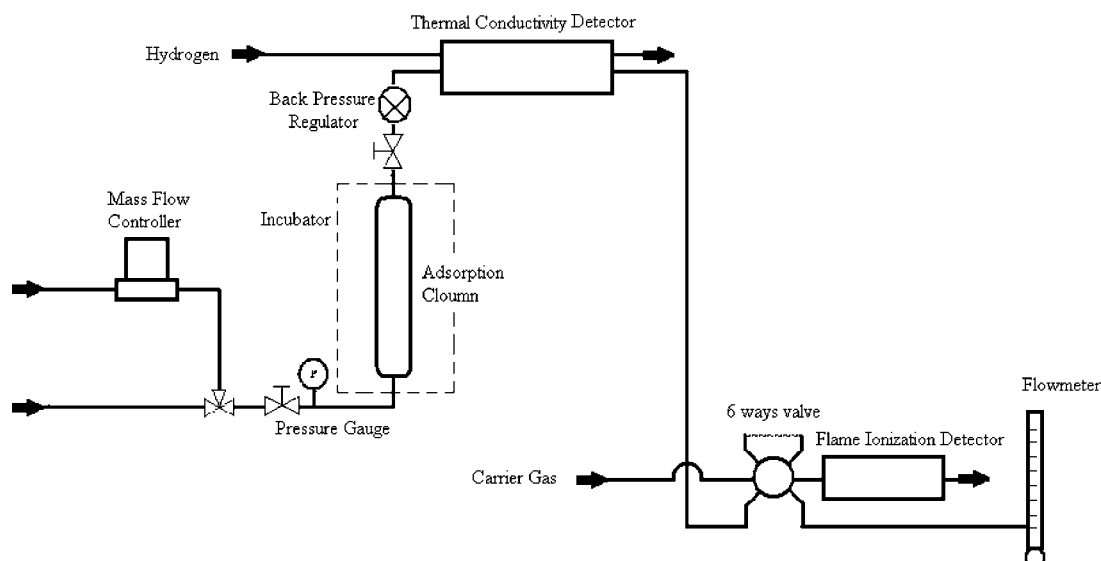 Thermal Conductivity Detector
Hydrogen
Back Pressure
Regulator
Mass Flow
Controller
Incubator
Adsorption
Cloumn
P
Pressure Gauge
Flowmeter
6 ways valve
Flame Ionization Detector
Carrier Gas